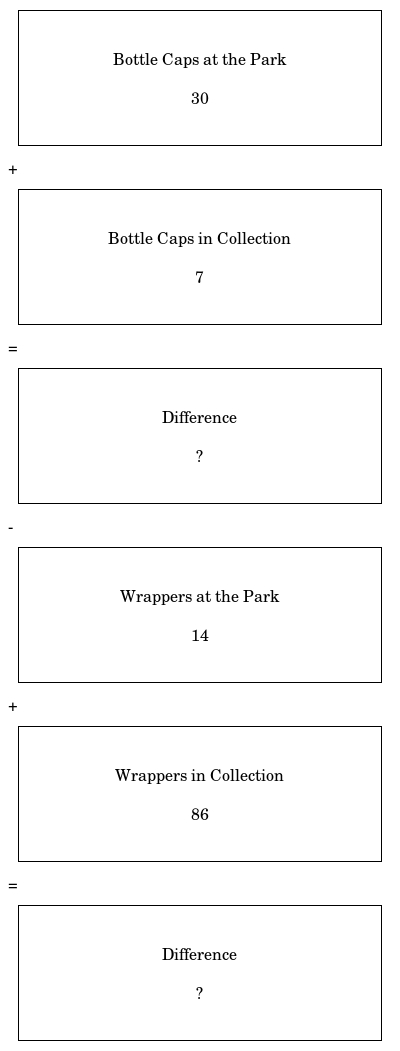 Bottle Caps at the Park
30
+
Bottle Caps in Collection
7
=
Difference
?
-
Wrappers at the Park
14
+
Wrappers in Collection
86
=
Difference
?